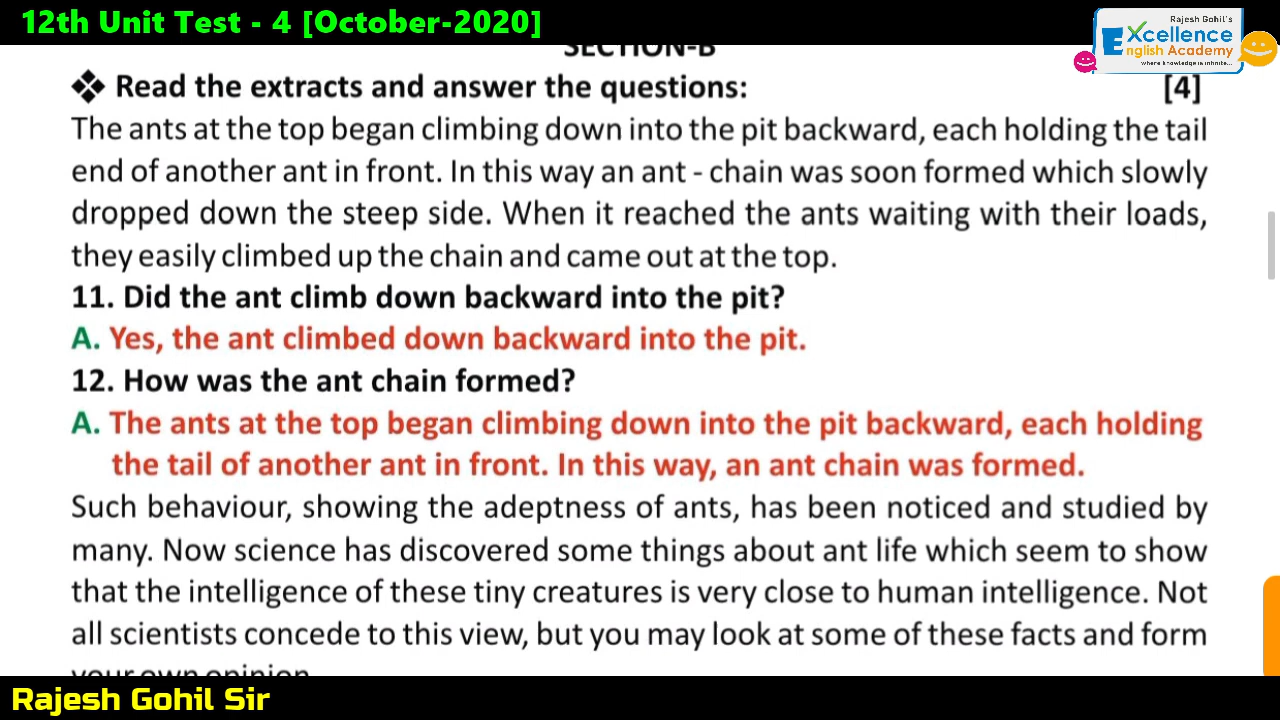 12th Unit Test - 4 [October-2020]
Rajesh Gohil's
Excellence
English Academy
where knowledge is infinite...
SECTION-B
❖ Read the extracts and answer the questions: [4]
The ants at the top began climbing down into the pit backward, each holding the tail
end of another ant in front. In this way an ant - chain was soon formed which slowly
dropped down the steep side. When it reached the ants waiting with their loads,
they easily climbed up the chain and came out at the top.
11. Did the ant climb down backward into the pit?
A. Yes, the ant climbed down backward into the pit.
12. How was the ant chain formed?
A. The ants at the top began climbing down into the pit backward, each holding
the tail of another ant in front. In this way, an ant chain was formed.
Such behaviour, showing the adeptness of ants, has been noticed and studied by
many. Now science has discovered some things about ant life which seem to show
that the intelligence of these tiny creatures is very close to human intelligence. Not
all scientists concede to this view, but you may look at some of these facts and form
your own opinion.
Rajesh Gohil Sir